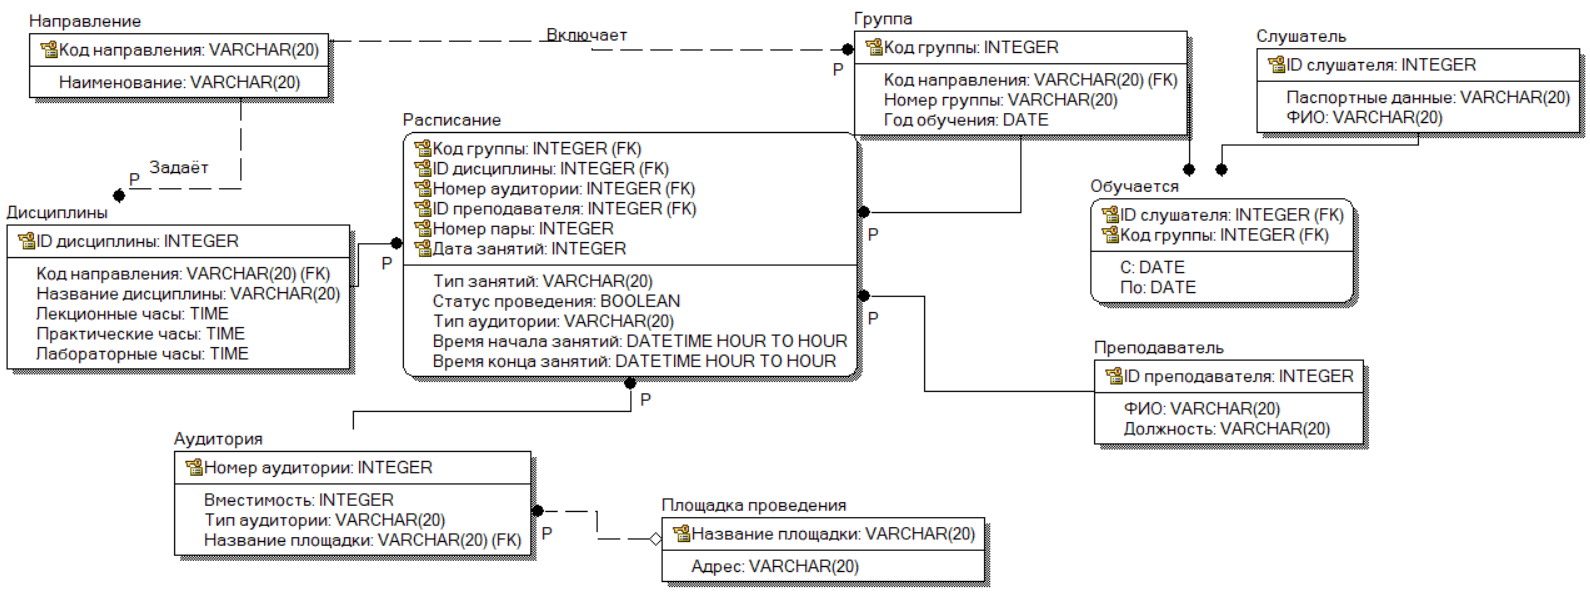 Направление
Код направления: VARCHAR(20)
Наименование: VARCHAR(20)
Включает
P
Группа
Код группы: INTEGER
Код направления: VARCHAR(20) (FK)
Номер группы: VARCHAR(20)
Год обучения: DATE
Слушатель
ID слушателя: INTEGER
Паспортные данные: VARCHAR(20)
ФИО: VARCHAR(20)
Задаёт
P
Расписание
Код группы: INTEGER (FK)
ID дисциплины: INTEGER (FK)
Номер аудитории: INTEGER (FK)
ID преподавателя: INTEGER (FK)
Номер пары: INTEGER
Дата занятий: INTEGER
Тип занятий: VARCHAR(20)
Статус проведения: BOOLEAN
Тип аудитории: VARCHAR(20)
Время начала занятий: DATETIME HOUR TO HOUR
Время конца занятий: DATETIME HOUR TO HOUR
P
P
P
P
Обучается
ID слушателя: INTEGER (FK)
Код группы: INTEGER (FK)
С: DATE
По: DATE
Дисциплины
ID дисциплины: INTEGER
Код направления: VARCHAR(20) (FK)
Название дисциплины: VARCHAR(20)
Лекционные часы: TIME
Практические часы: TIME
Лабораторные часы: TIME
Преподаватель
ID преподавателя: INTEGER
ФИО: VARCHAR(20)
Должность: VARCHAR(20)
Аудитория
Номер аудитории: INTEGER
Вместимость: INTEGER
Тип аудитории: VARCHAR(20)
Название площадки: VARCHAR(20) (FK)
P
Площадка проведения
Название площадки: VARCHAR(20)
Адрес: VARCHAR(20)